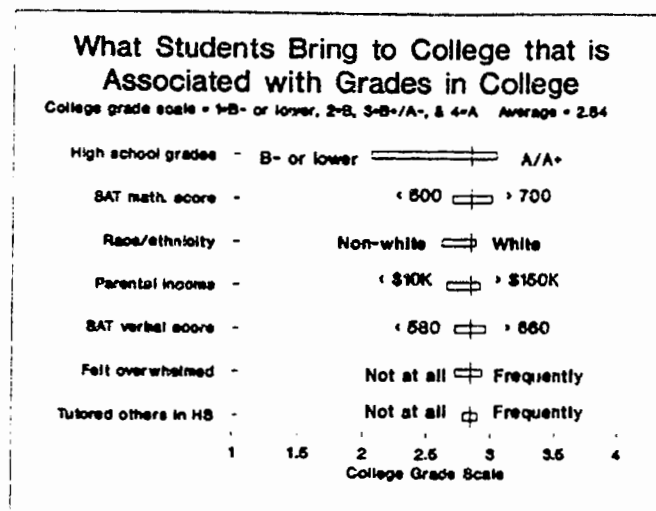 What Students Bring to College that is
Associated with Grades in College
College grade scale = 1=B- or lower, 2=B, 3=B+/A-, & 4=A Average = 2.84
High school grades - B- or lower A/A+
SAT math. score - < 600 > 700
Race/ethnicity - Non-white White
Parental income - < $10K > $150K
SAT verbal score - < 580 > 660
Felt overwhelmed - Not at all Frequently
Tutored others in HS - Not at all Frequently
1 1.5 2 2.5 3 3.5 4
College Grade Scale